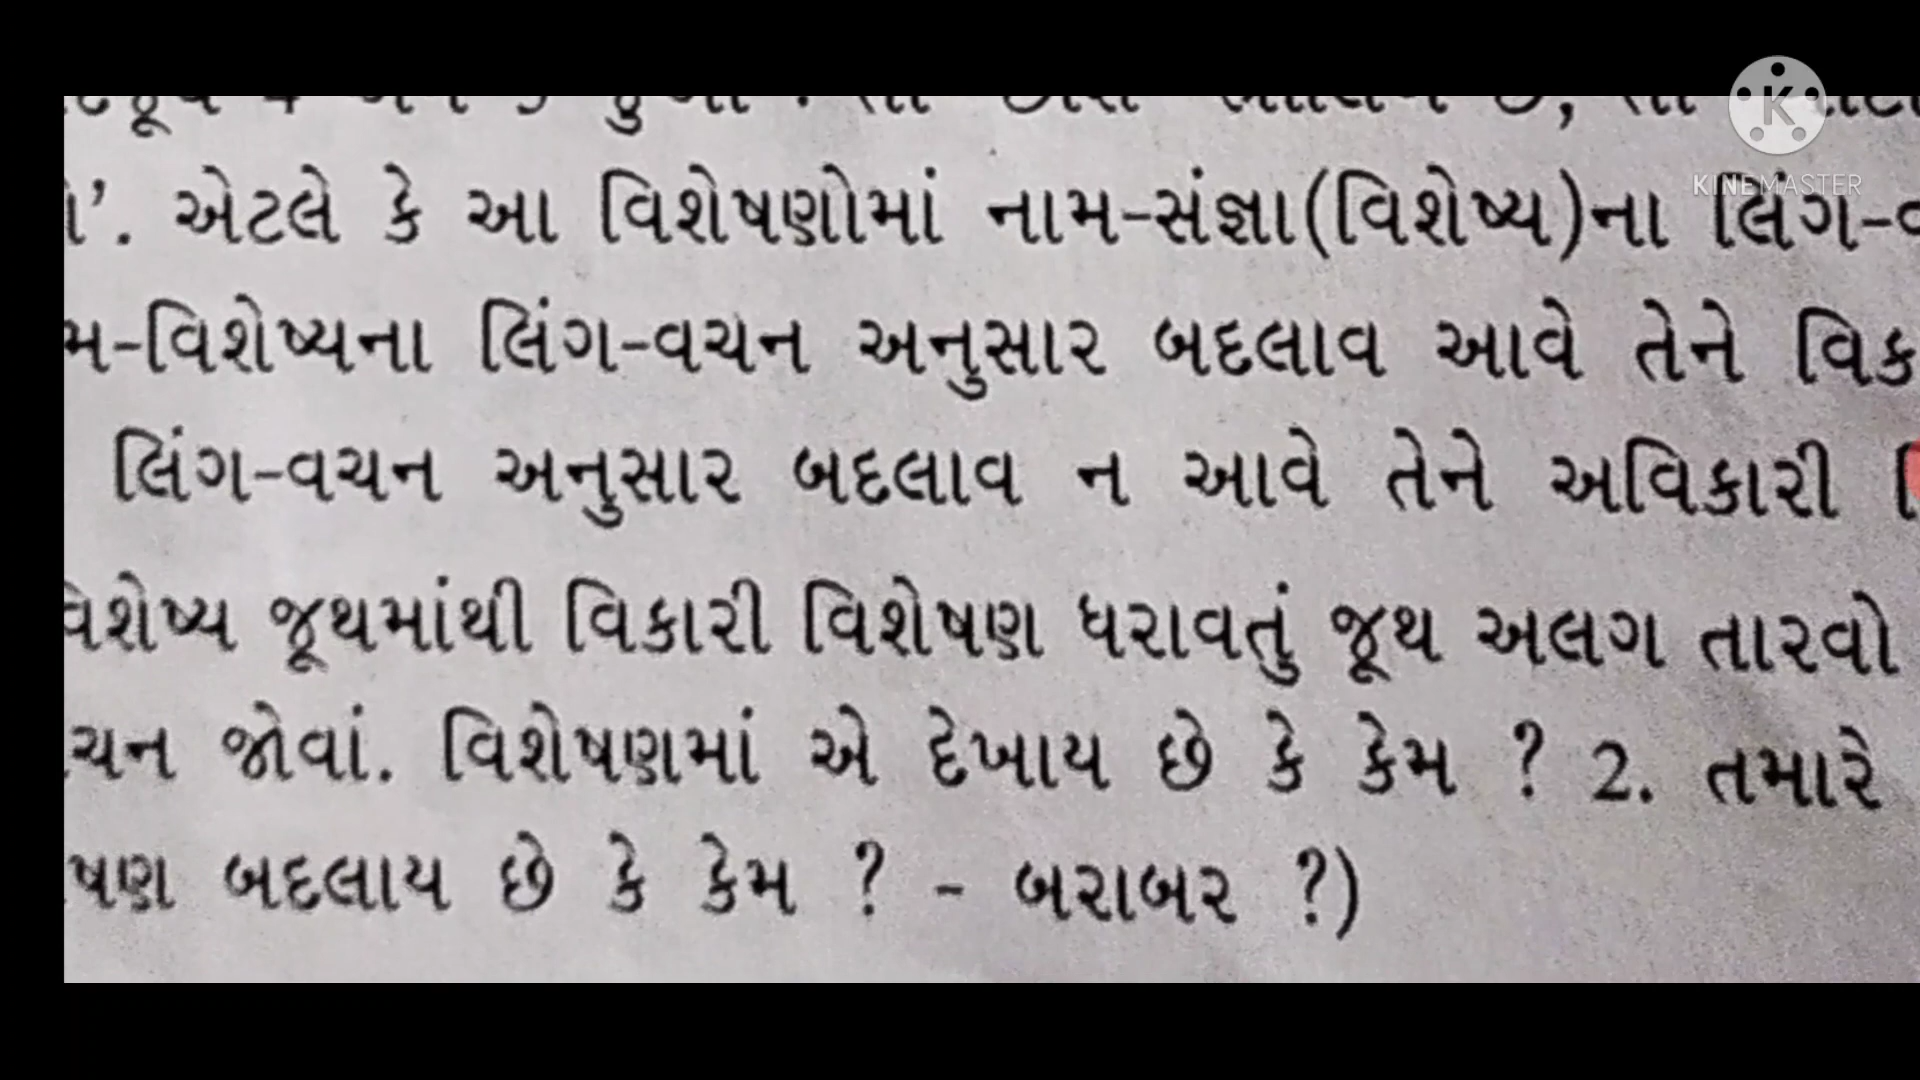 KINEMASTER
'. એટલે કે આ વિશેષણોમાં નામ-સંજ્ઞા(વિશેષ્ય)ના લિંગ-
-વિશેષ્યના લિંગ-વચન અનુસાર બદલાવ આવે તેને વિક
લિંગ-વચન અનુસાર બદલાવ ન આવે તેને અવિકારી
વિશેષ્ય જૂથમાંથી વિકારી વિશેષણ ધરાવતું જૂથ અલગ તારવો
ચન જોવાં. વિશેષણમાં એ દેખાય છે કે કેમ ? 2. તમારે
ષણ બદલાય છે કે કેમ ? - બરાબર ?)